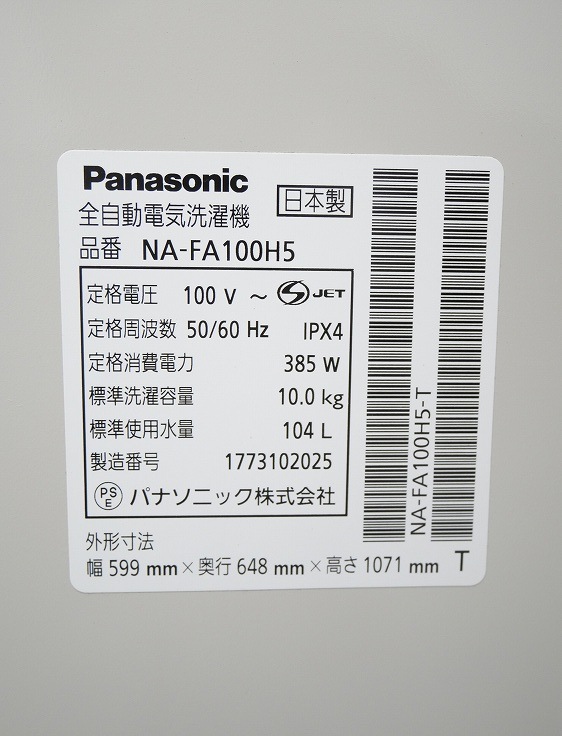 Panasonic
日本製
全自動電気洗濯機
品番 NA-FA100H5
定格電圧 100 V ～ S JET
定格周波数 50/60 Hz IPX4
定格消費電力 385 W
標準洗濯容量 10.0 kg
標準使用水量 104 L
製造番号 1773102025
PSE パナソニック株式会社
外形寸法
幅 599 mm × 奥行 648 mm × 高さ 1071 mm T
NA-FA100H5-T